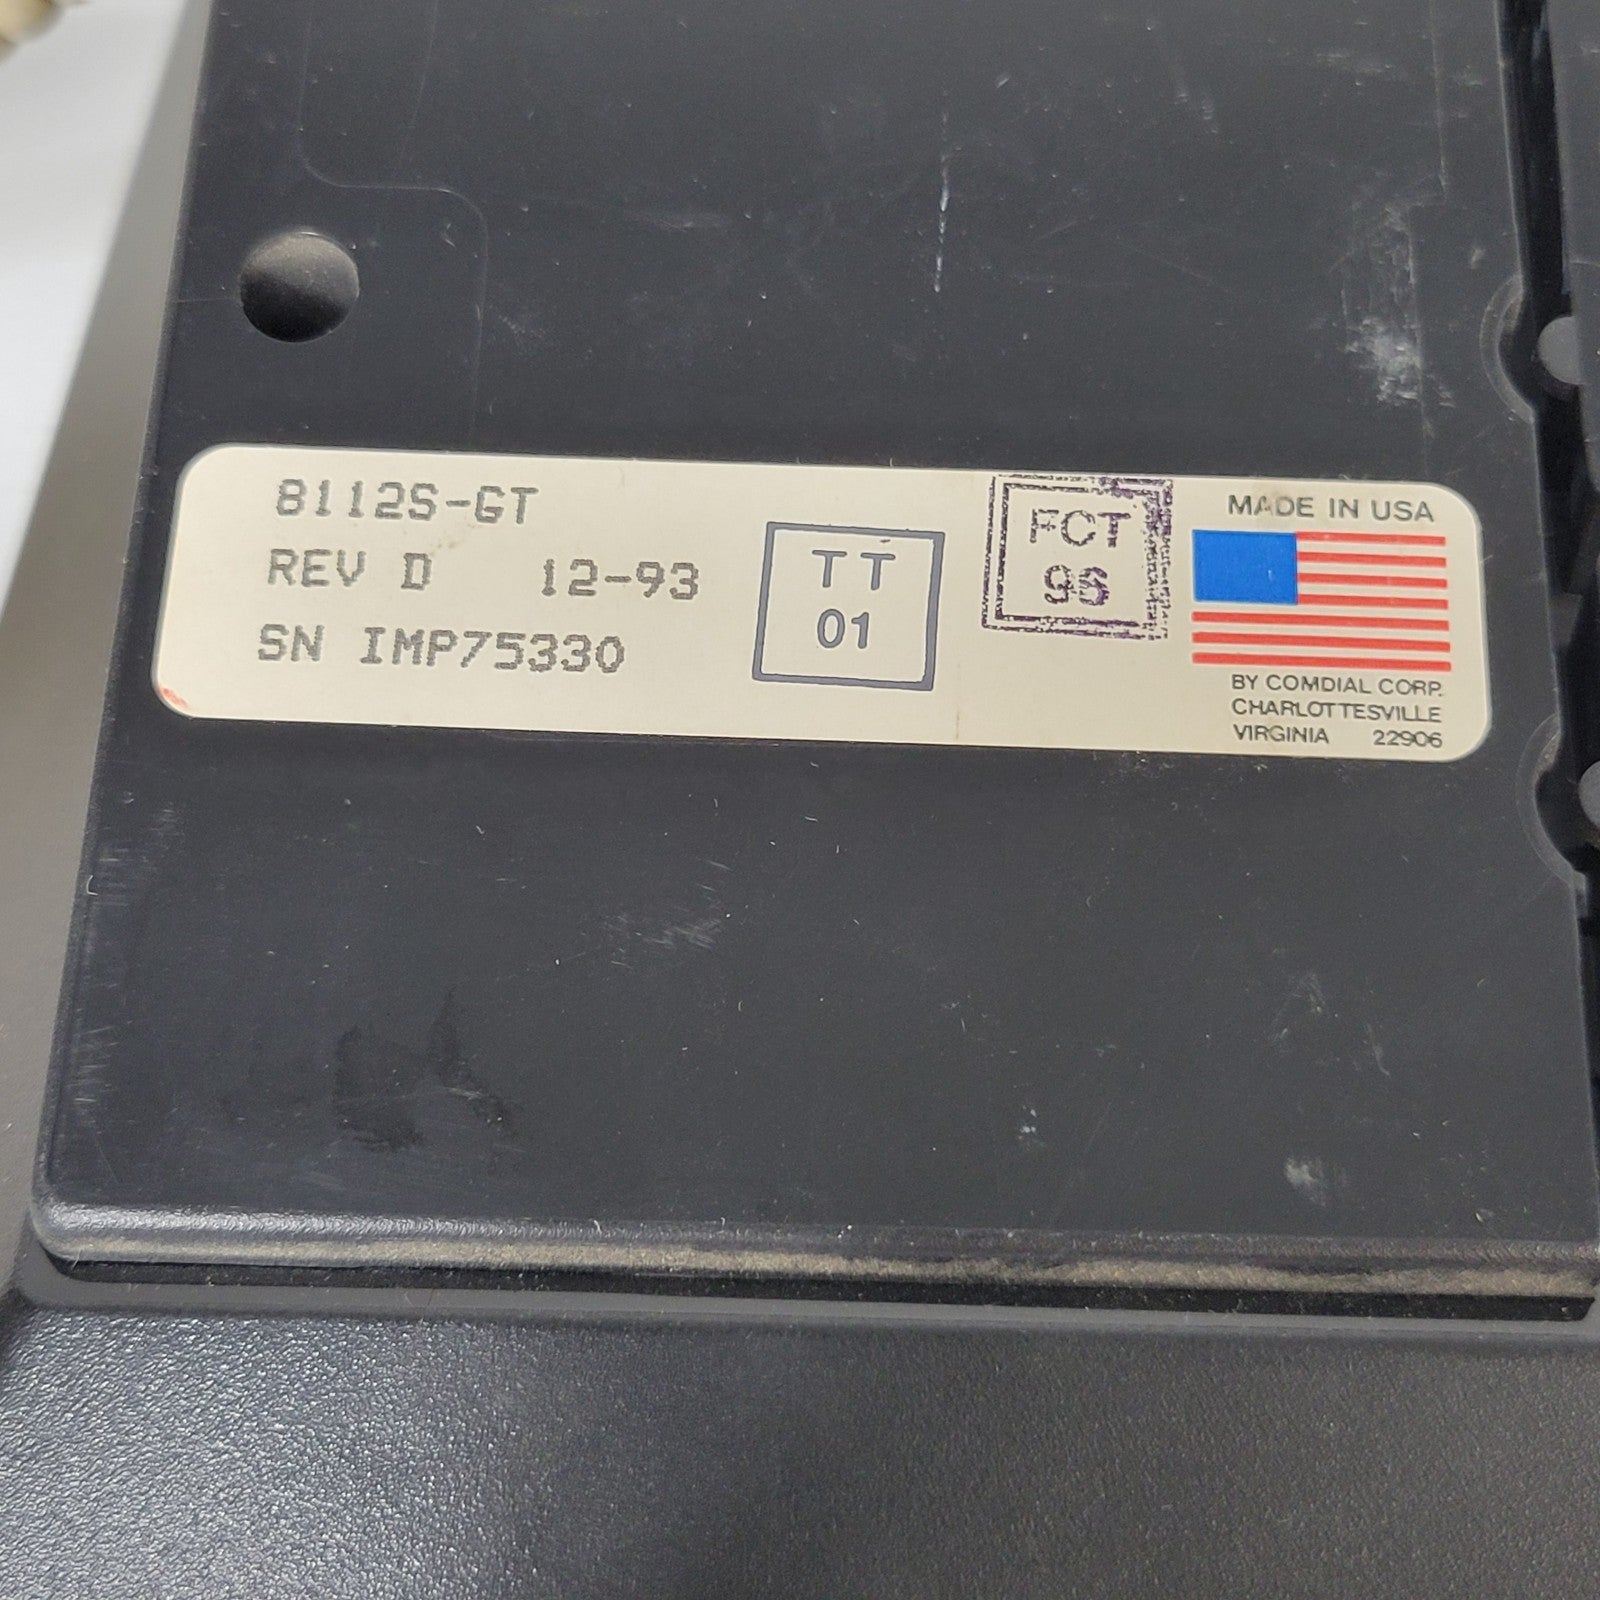 8112S-GT
REV D 12-93
SN IMP75330
TT
01
FCT
MADE IN USA
BY COMDIAL CORP.
CHARLOTTESVILLE
VIRGINIA 22906